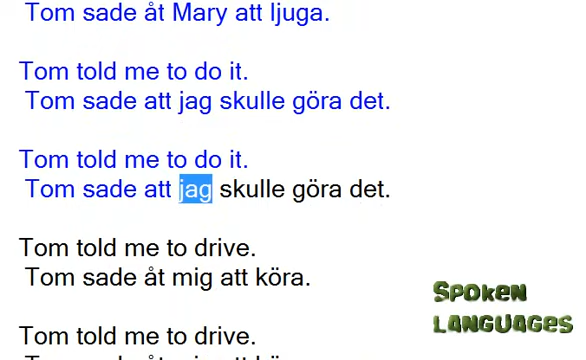 Tom sade åt Mary att ljuga.
Tom told me to do it.
Tom sade att jag skulle göra det.
Tom told me to do it.
Tom sade att jag skulle göra det.
Tom told me to drive.
Tom sade åt mig att köra.
Tom told me to drive.
Spoken
Languages